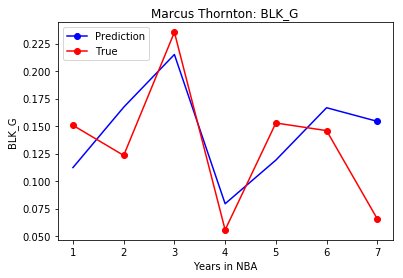 Marcus Thornton: BLK_G
Prediction
True
0.225
0.200
0.175
0.150
0.125
0.100
0.075
0.050
BLK_G
1 2 3 4 5 6 7
Years in NBA